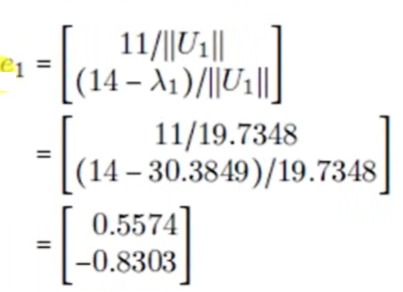 e₁ = [ 11/||U₁||
(14 – λ₁)/||U₁|| ]
= [ 11/19.7348
(14 – 30.3849)/19.7348 ]
= [ 0.5574
–0.8303 ]